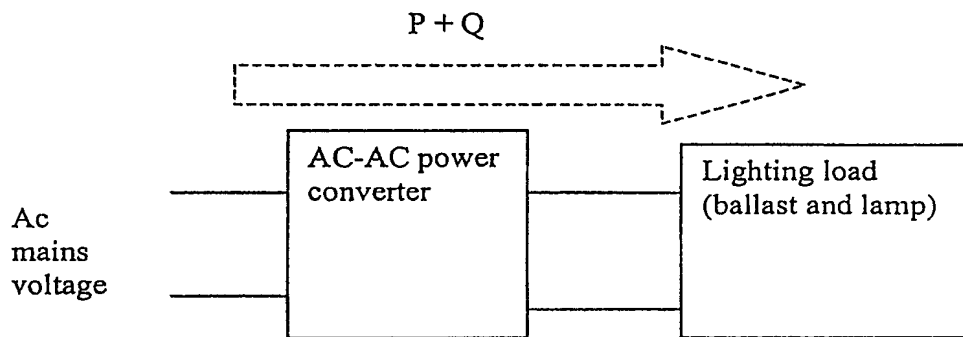 P + Q
AC-AC power
converter
Lighting load
(ballast and lamp)
Ac
mains
voltage